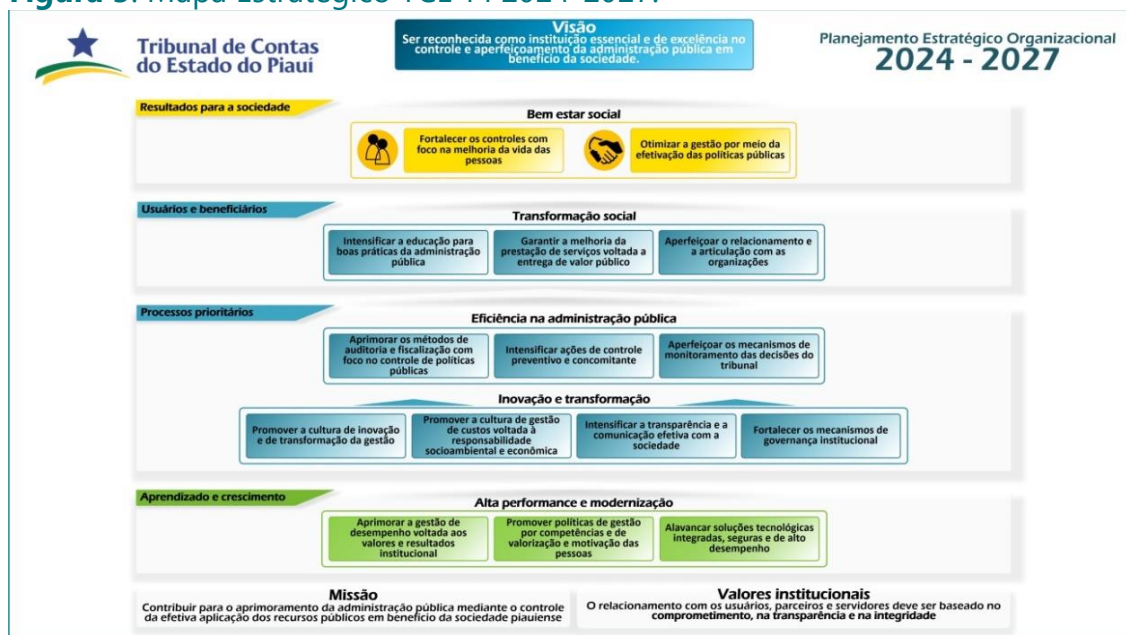 Figura 3. Mapa Estratégico TCE-PI 2024-2027.
Tribunal de Contas
do Estado do Piauí
Visão
Ser reconhecida como instituição essencial e de excelência no
controle e aperfeiçoamento da administração pública em
benefício da sociedade.
Planejamento Estratégico Organizacional
2024 - 2027
Resultados para a sociedade
Bem estar social
Fortalecer os controles com
foco na melhoria da vida das
pessoas
Otimizar a gestão por meio da
efetivação das políticas públicas
Usuários e beneficiários
Transformação social
Intensificar a educação para
boas práticas da administração
pública
Garantir a melhoria da
prestação de serviços voltada a
entrega de valor público
Aperfeiçoar o relacionamento e
a articulação com as
organizações
Processos prioritários
Eficiência na administração pública
Aprimorar os métodos de
auditoria e fiscalização com
foco no controle de políticas
públicas
Intensificar ações de controle
preventivo e concomitante
Aperfeiçoar os mecanismos de
monitoramento das decisões do
tribunal
Inovação e transformação
Promover a cultura de inovação
e de transformação da gestão
Promover a cultura de gestão
de custos voltada à
responsabilidade
socioambiental e econômica
Intensificar a transparência e a
comunicação efetiva com a
sociedade
Fortalecer os mecanismos de
governança institucional
Aprendizado e crescimento
Alta performance e modernização
Aprimorar a gestão de
desempenho voltada aos
valores e resultados
institucional
Promover políticas de gestão
por competências e de
valorização e motivação das
pessoas
Alavancar soluções tecnológicas
integradas, seguras e de alto
desempenho
Missão
Contribuir para o aprimoramento da administração pública mediante o controle
da efetiva aplicação dos recursos públicos em benefício da sociedade piauiense
Valores institucionais
O relacionamento com os usuários, parceiros e servidores deve ser baseado no
comprometimento, na transparência e na integridade